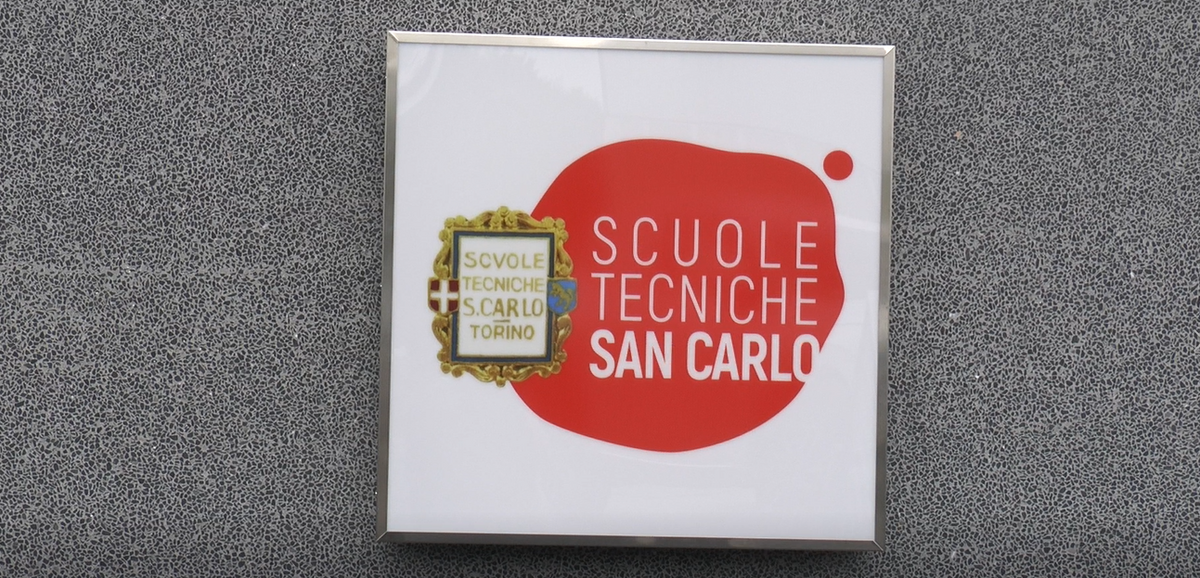 SCVOLE
TECNICHE
S.CARLO
TORINO
SCUOLE
TECNICHE
SAN CARLO